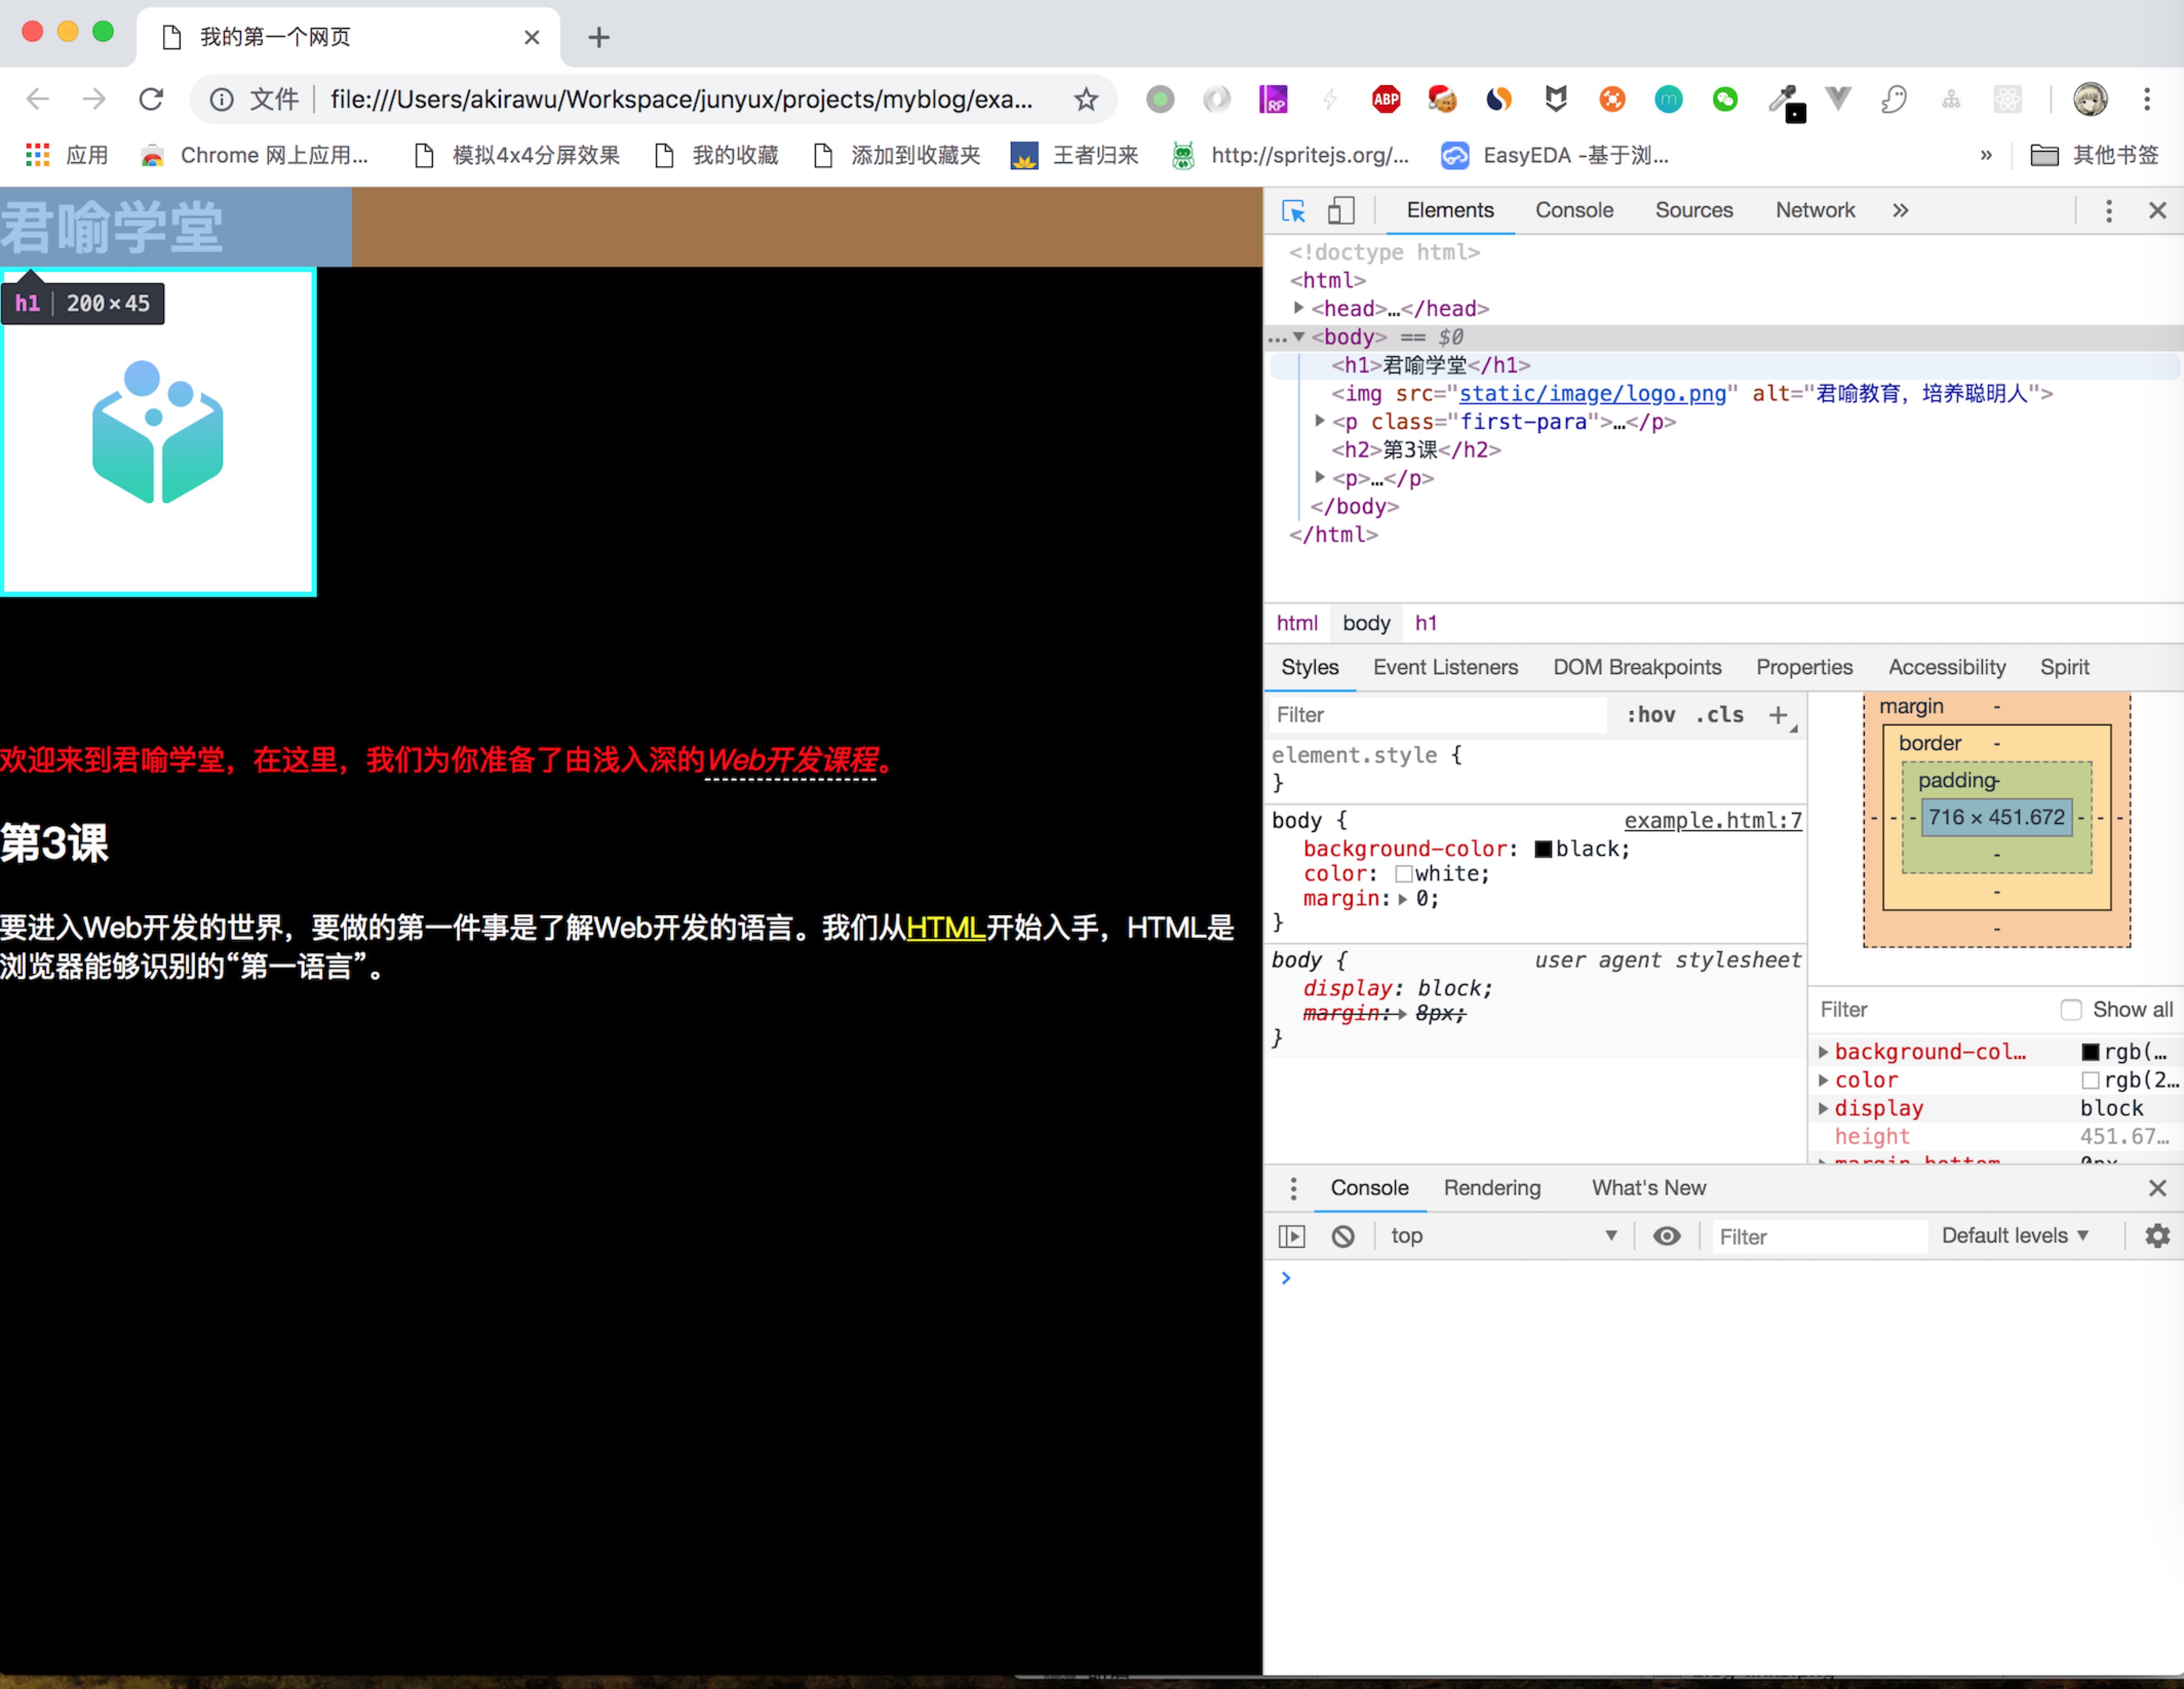 我的第一个网页
文件 file:///Users/akirawu/Workspace/junyux/projects/myblog/exa...
RP ABP m
应用 Chrome 网上应用... 模拟4x4分屏效果 我的收藏 添加到收藏夹 王者归来 http://spritejs.org/... EasyEDA -基于浏... » 其他书签
君喻学堂
h1 200×45
欢迎来到君喻学堂，在这里，我们为你准备了由浅入深的Web开发课程。
第3课
要进入Web开发的世界，要做的第一件事是了解Web开发的语言。我们从HTML开始入手，HTML是
浏览器能够识别的“第一语言”。
Elements Console Sources Network »
<!doctype html>
<html>
<head>…</head>
… <body> == $0
<h1>君喻学堂</h1>
<img src="static/image/logo.png" alt="君喻教育，培养聪明人">
<p class="first-para">…</p>
<h2>第3课</h2>
<p>…</p>
</body>
</html>
html body h1
Styles Event Listeners DOM Breakpoints Properties Accessibility Spirit
Filter :hov .cls +
element.style {
}
body { example.html:7
background-color: black;
color: white;
margin: 0;
}
body { user agent stylesheet
display: block;
margin: 8px;
}
margin -
border -
padding -
- - - 716 × 451.672 - - -
-
-
-
Filter Show all
background-col… rgb(…
color rgb(2…
display block
height 451.67…
margin-bottom 0px
Console Rendering What's New
top Filter Default levels